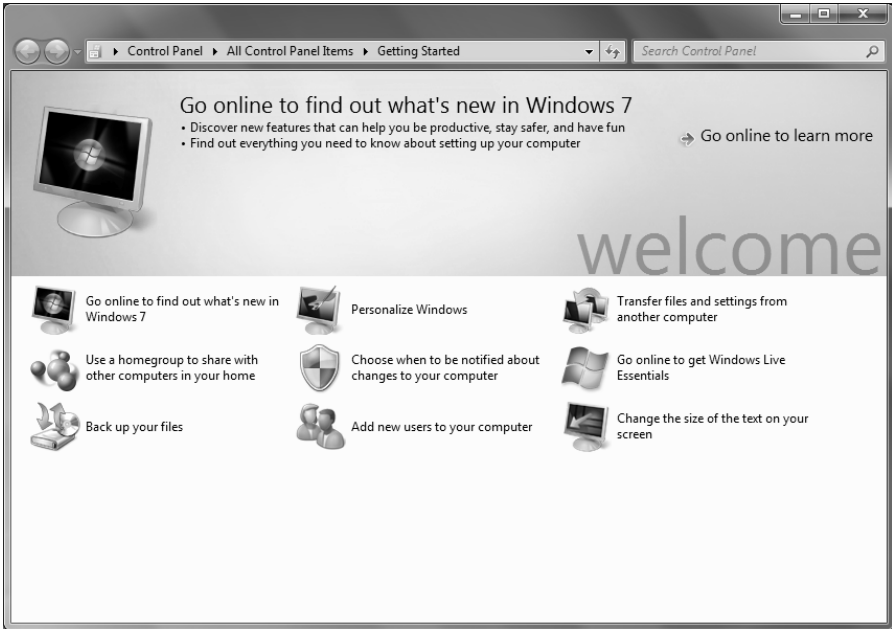 Control Panel ▸ All Control Panel Items ▸ Getting Started
Search Control Panel
Go online to find out what's new in Windows 7
• Discover new features that can help you be productive, stay safer, and have fun
• Find out everything you need to know about setting up your computer
Go online to learn more
welcome
Go online to find out what's new in
Windows 7
Personalize Windows
Transfer files and settings from
another computer
Use a homegroup to share with
other computers in your home
Choose when to be notified about
changes to your computer
Go online to get Windows Live
Essentials
Back up your files
Add new users to your computer
Change the size of the text on your
screen